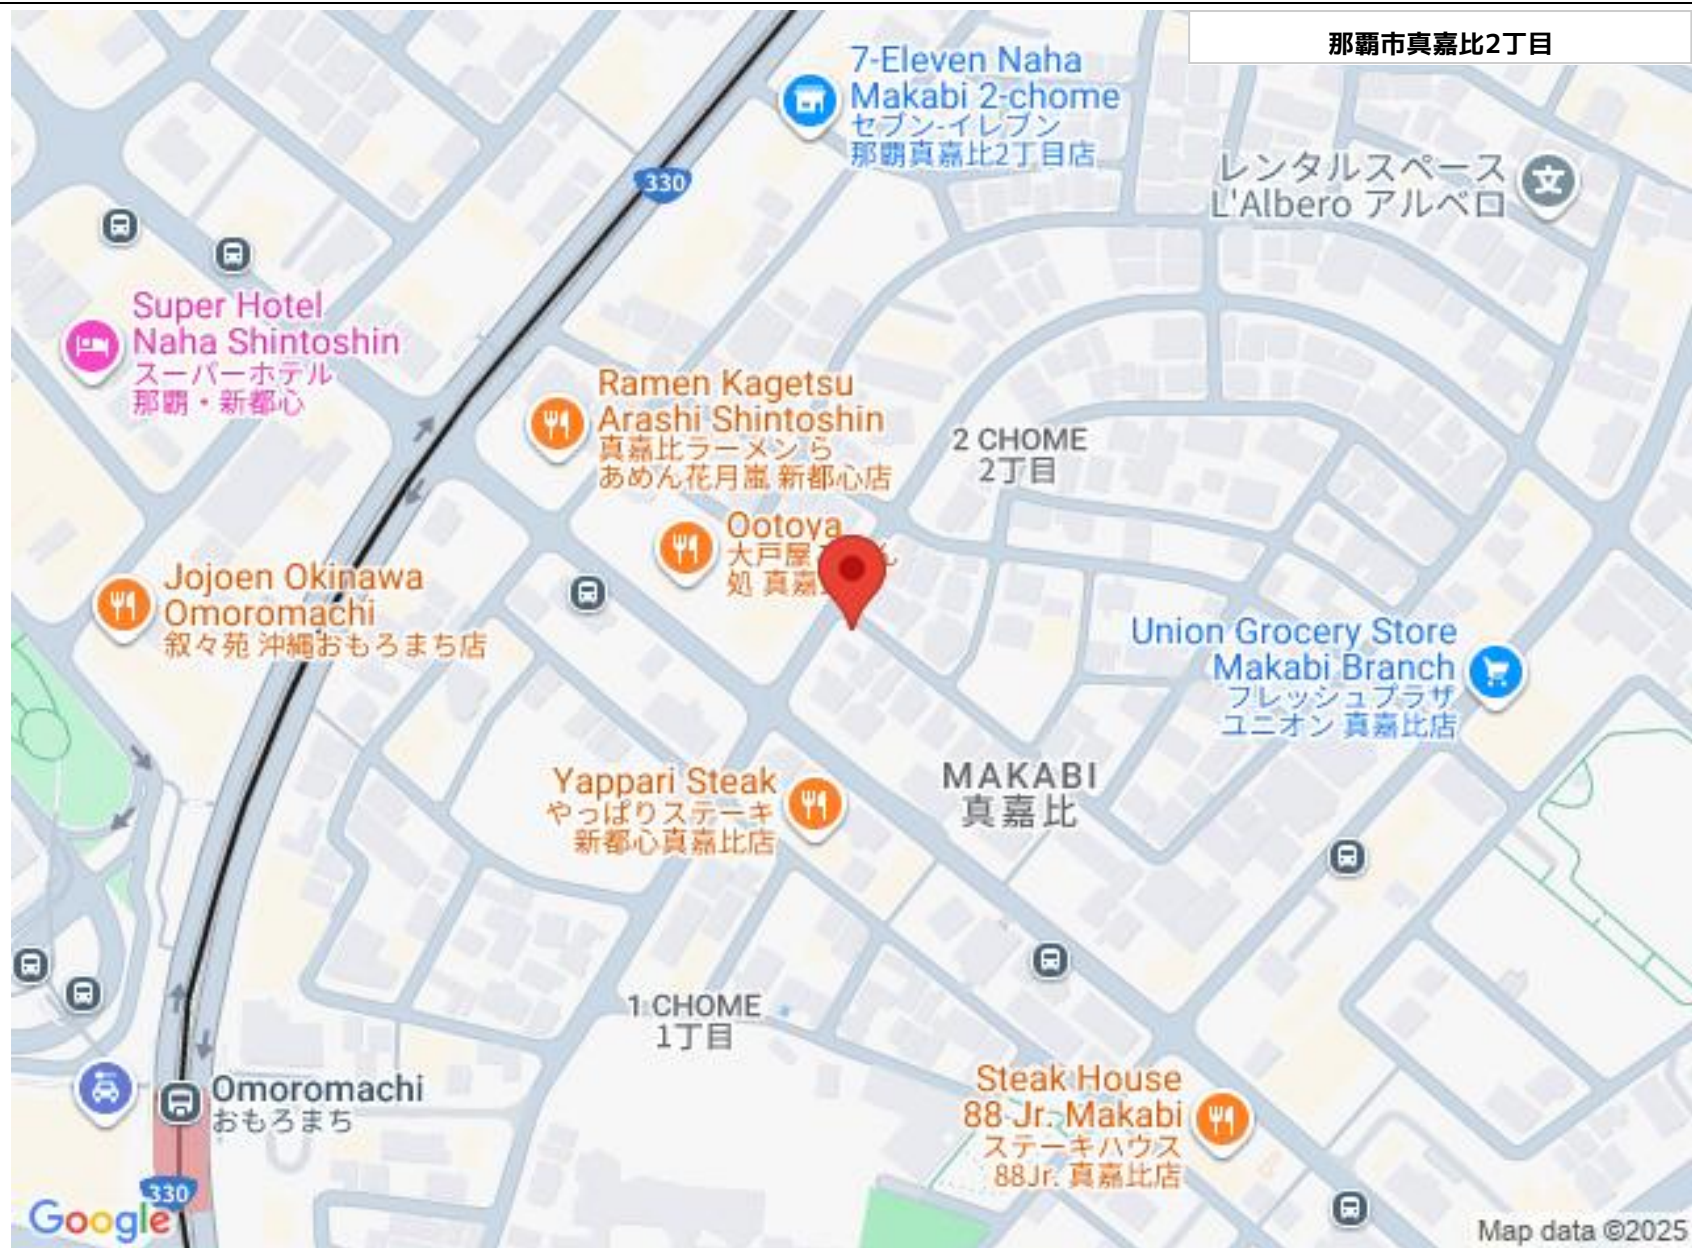 那覇市真嘉比2丁目
7-Eleven Naha
Makabi 2-chome
セブン-イレブン
那覇真嘉比2丁目店
330
レンタルスペース
L'Albero アルベロ
Super Hotel
Naha Shintoshin
スーパーホテル
那覇・新都心
Ramen Kagetsu
Arashi Shintoshin
真嘉比ラーメン ら
あめん花月嵐 新都心店
2 CHOME
2丁目
Ootoya
大戸屋
処 真嘉
Jojoen Okinawa
Omoromachi
叙々苑 沖縄おもろまち店
Union Grocery Store
Makabi Branch
フレッシュプラザ
ユニオン 真嘉比店
Yappari Steak
やっぱりステーキ
新都心真嘉比店
MAKABI
真嘉比
1 CHOME
1丁目
Omoromachi
おもろまち
Steak House
88 Jr. Makabi
ステーキハウス
88Jr. 真嘉比店
330
Google
Map data ©2025